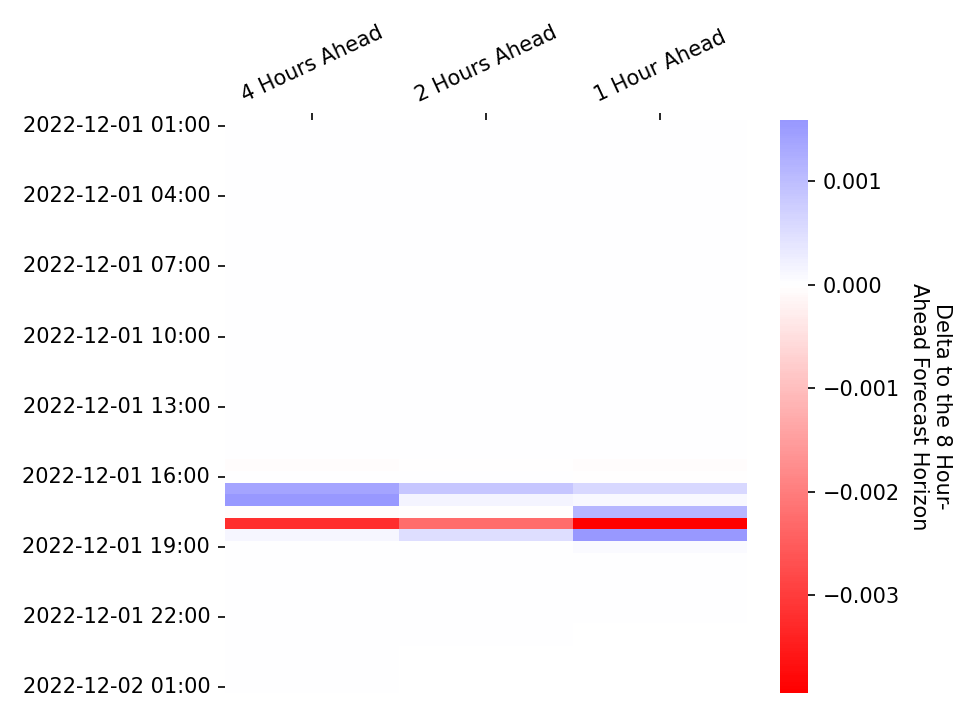 4 Hours Ahead
2 Hours Ahead
1 Hour Ahead
2022-12-01 01:00
2022-12-01 04:00
2022-12-01 07:00
2022-12-01 10:00
2022-12-01 13:00
2022-12-01 16:00
2022-12-01 19:00
2022-12-01 22:00
2022-12-02 01:00
0.001
0.000
−0.001
−0.002
−0.003
Delta to the 8 Hour-
Ahead Forecast Horizon